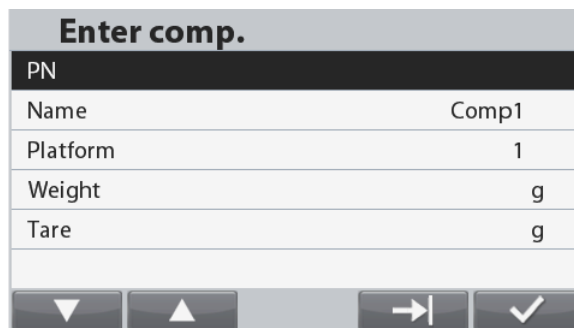 Enter comp.
PN
Name Comp1
Platform 1
Weight g
Tare g